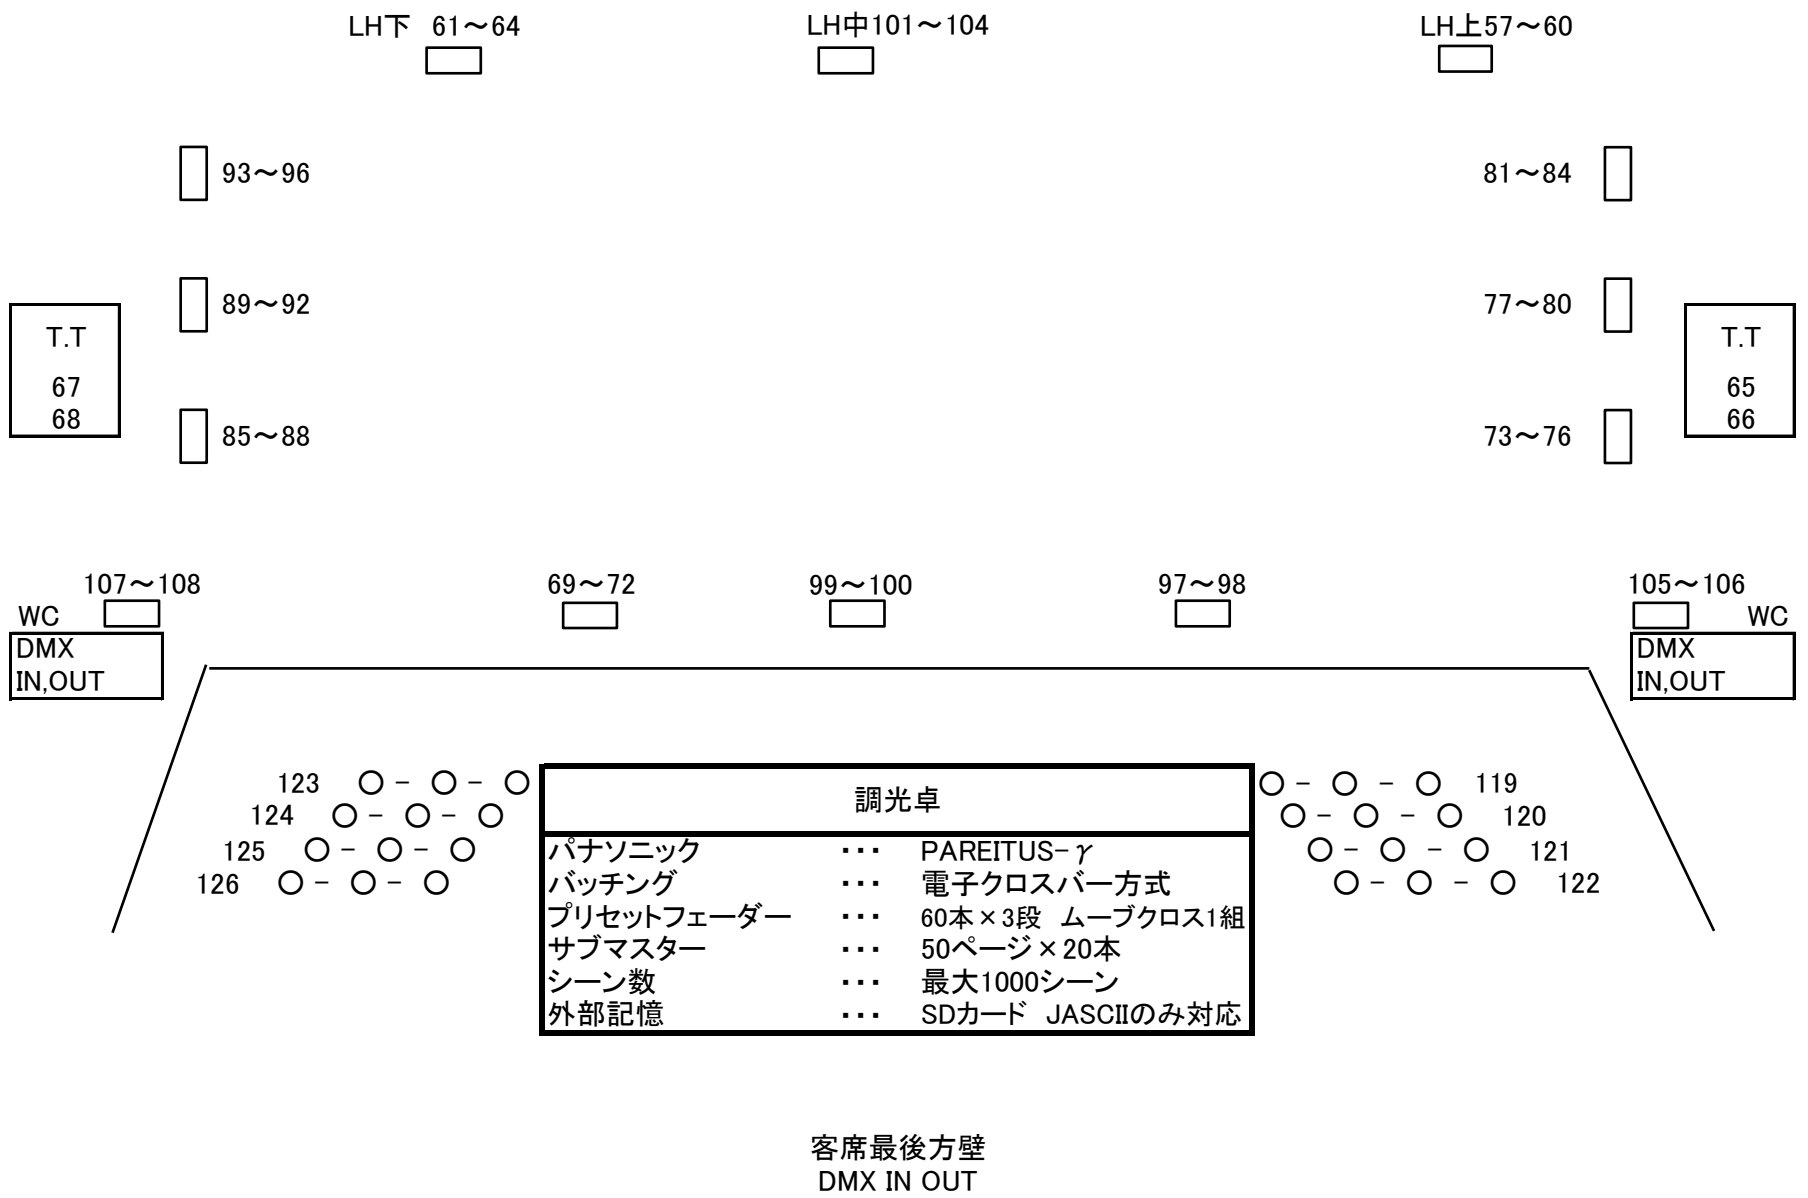 LH下 61～64
LH中101～104
LH上57～60
93～96
81～84
89～92
77～80
T.T
67
68
T.T
65
66
85～88
73～76
107～108
69～72
99～100
97～98
105～106
WC
WC
DMX
IN,OUT
DMX
IN,OUT
123 ○ - ○ - ○
124 ○ - ○ - ○
125 ○ - ○ - ○
126 ○ - ○ - ○
調光卓
パナソニック ・・・ PAREITUS-γ
バッチング ・・・ 電子クロスバー方式
プリセットフェーダー ・・・ 60本×3段 ムーブクロス1組
サブマスター ・・・ 50ページ×20本
シーン数 ・・・ 最大1000シーン
外部記憶 ・・・ SDカード JASCIIのみ対応
○ - ○ - ○ 119
○ - ○ - ○ 120
○ - ○ - ○ 121
○ - ○ - ○ 122
客席最後方壁
DMX IN OUT